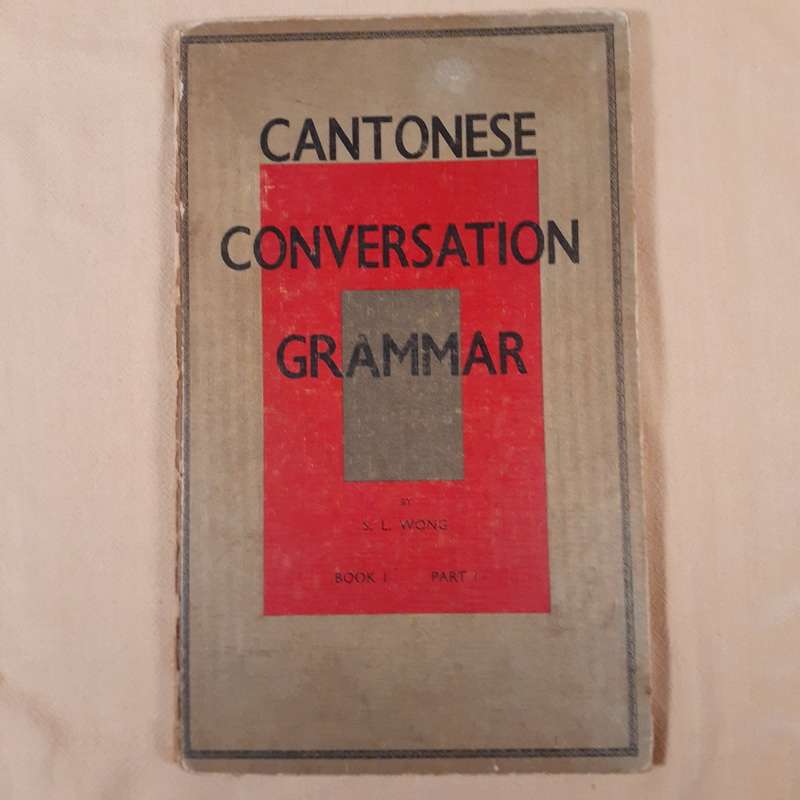 CANTONESE
CONVERSATION
GRAMMAR
BY
S. L. WONG
BOOK I PART I